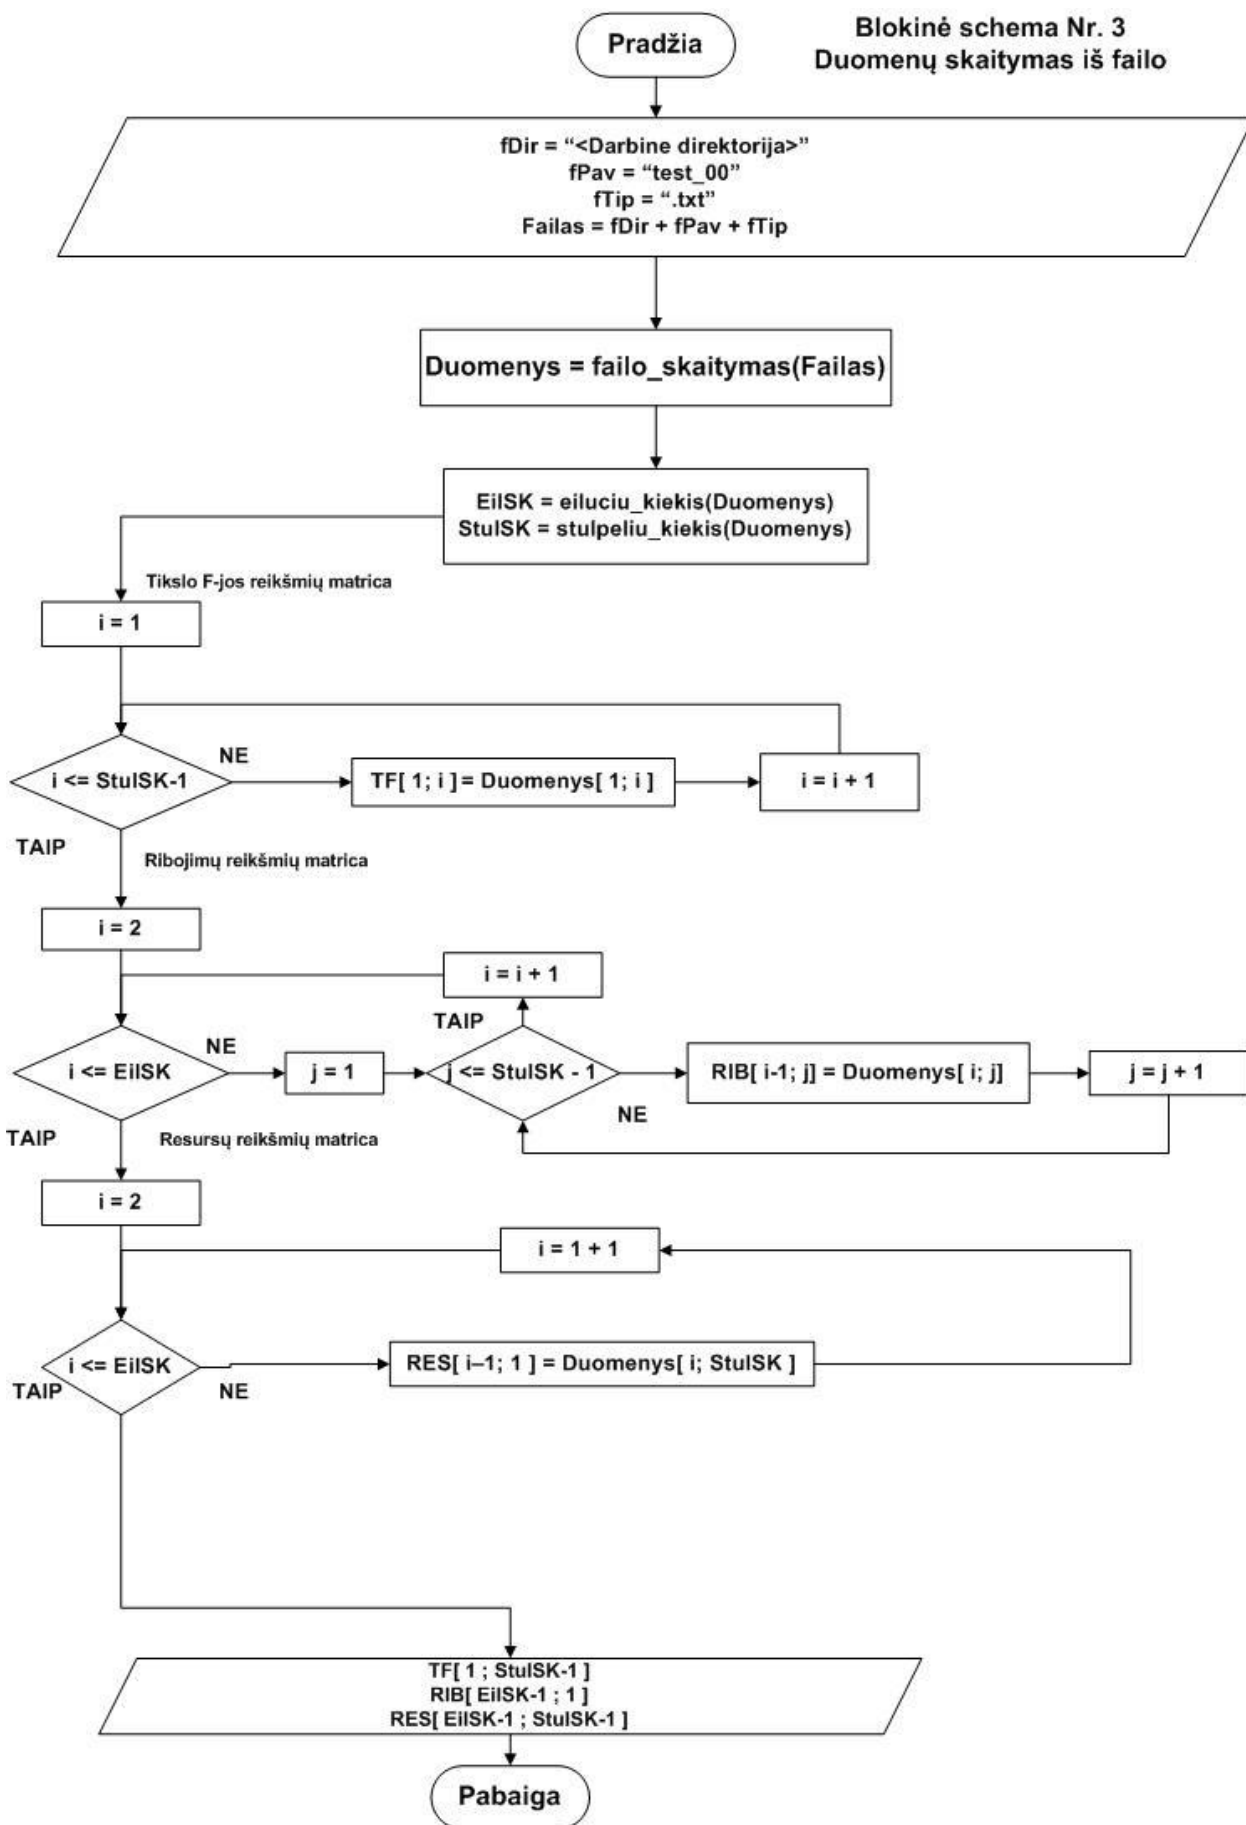 Blokinė schema Nr. 3
Duomenų skaitymas iš failo
Pradžia
fDir = “<Darbine direktorija>”
fPav = “test_00”
fTip = “.txt”
Failas = fDir + fPav + fTip
Duomenys = failo_skaitymas(Failas)
EilSK = eiluciu_kiekis(Duomenys)
StulSK = stulpeliu_kiekis(Duomenys)
Tikslo F-jos reikšmių matrica
i = 1
i <= StulSK-1
NE
TF[ 1; i ] = Duomenys[ 1; i ]
i = i + 1
TAIP
Ribojimų reikšmių matrica
i = 2
i = i + 1
TAIP
i <= EilSK
NE
j = 1
j <= StulSK - 1
NE
RIB[ i-1; j] = Duomenys[ i; j]
j = j + 1
TAIP
Resursų reikšmių matrica
i = 2
i = 1 + 1
i <= EilSK
TAIP
NE
RES[ i–1; 1 ] = Duomenys[ i; StulSK ]
TF[ 1 ; StulSK-1 ]
RIB[ EilSK-1 ; 1 ]
RES[ EilSK-1 ; StulSK-1 ]
Pabaiga